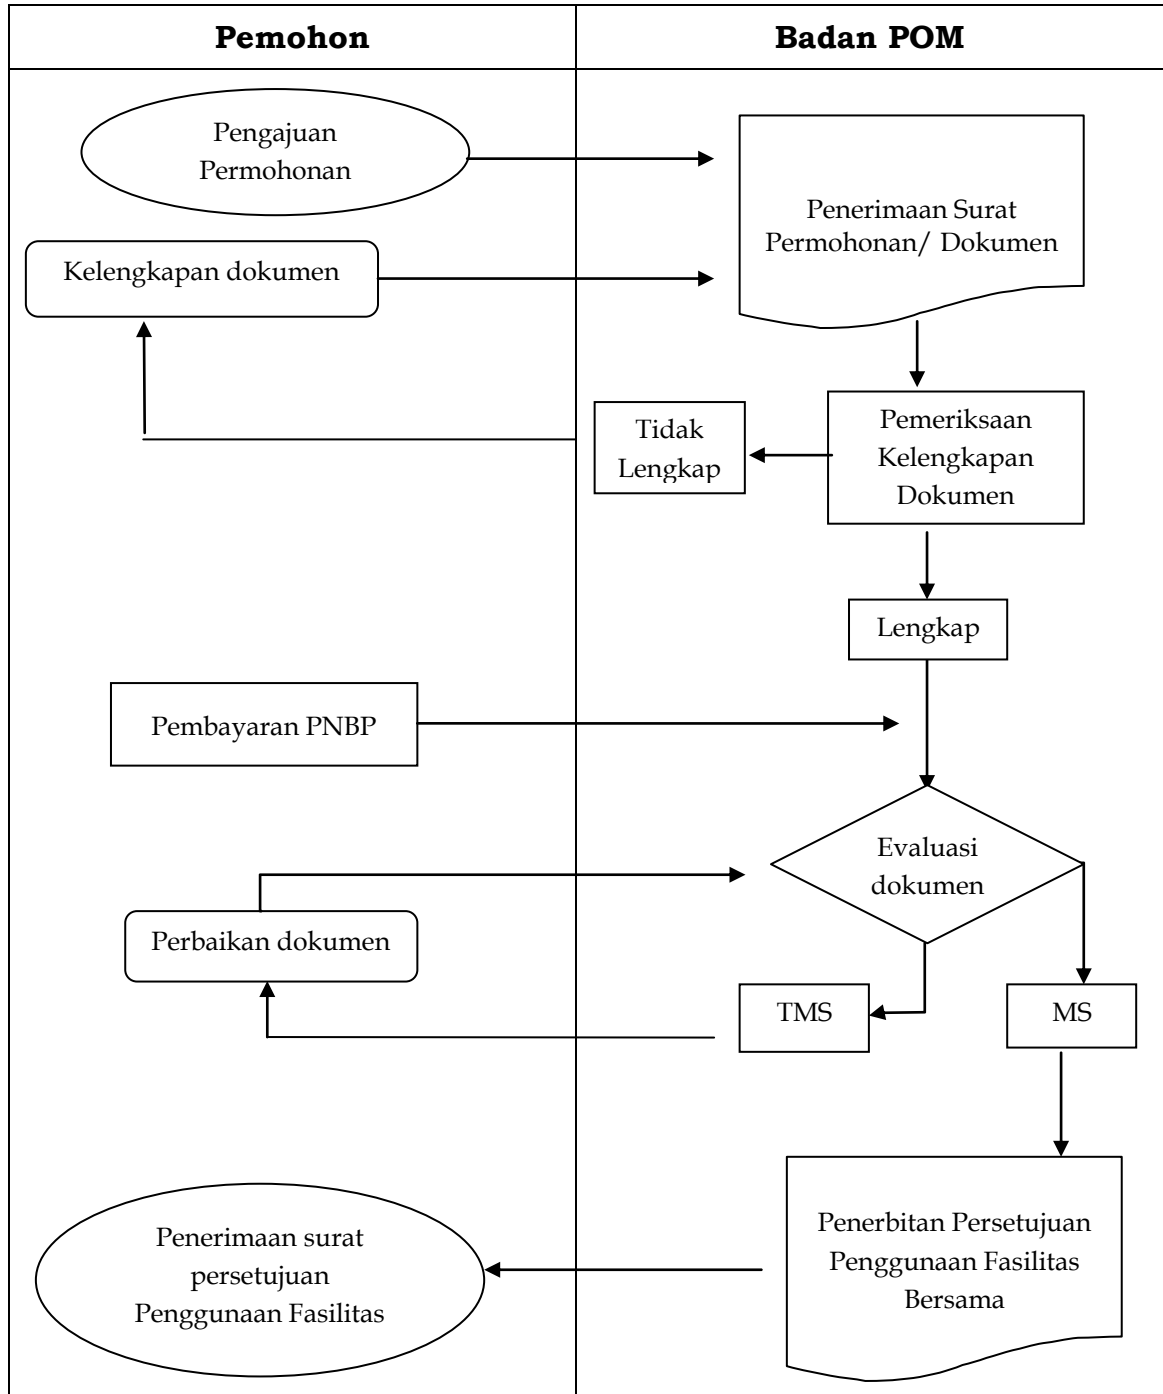 Pemohon
Badan POM
Pengajuan
Permohonan
Penerimaan Surat
Permohonan/ Dokumen
Kelengkapan dokumen
Tidak
Lengkap
Pemeriksaan
Kelengkapan
Dokumen
Lengkap
Pembayaran PNBP
Evaluasi
dokumen
Perbaikan dokumen
TMS
MS
Penerbitan Persetujuan
Penggunaan Fasilitas
Bersama
Penerimaan surat
persetujuan
Penggunaan Fasilitas